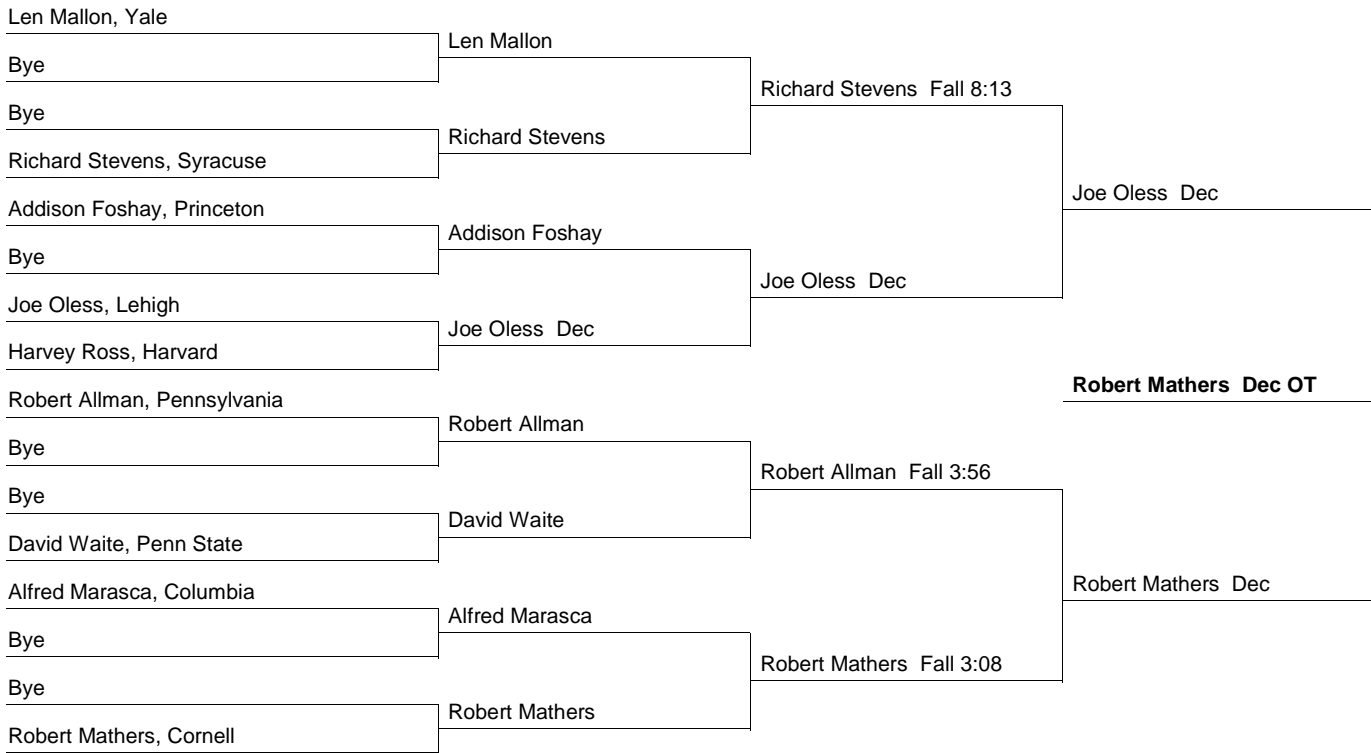 Len Mallon, Yale
Bye
Bye
Richard Stevens, Syracuse
Addison Foshay, Princeton
Bye
Joe Oless, Lehigh
Harvey Ross, Harvard
Robert Allman, Pennsylvania
Bye
Bye
David Waite, Penn State
Alfred Marasca, Columbia
Bye
Bye
Robert Mathers, Cornell
Len Mallon
Richard Stevens
Addison Foshay
Joe Oless Dec
Robert Allman
David Waite
Alfred Marasca
Robert Mathers
Richard Stevens Fall 8:13
Joe Oless Dec
Robert Allman Fall 3:56
Robert Mathers Fall 3:08
Joe Oless Dec
Robert Mathers Dec OT
Robert Mathers Dec